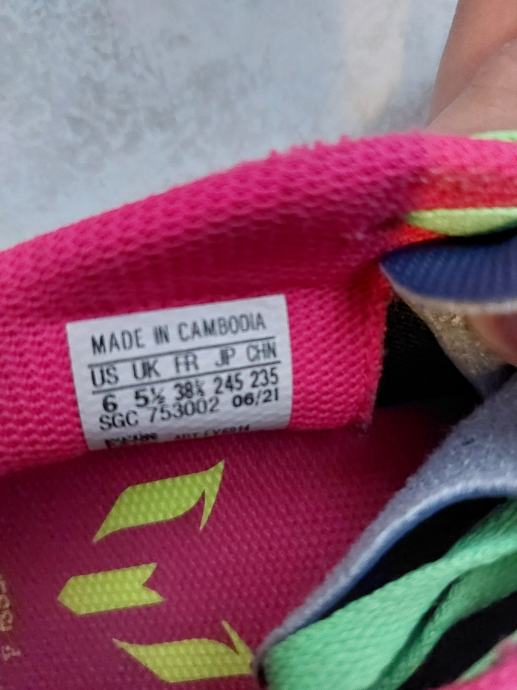 MADE IN CAMBODIA
US UK FR JP CHN
6 5½ 38⅔ 245 235
SGC 753002 06/21